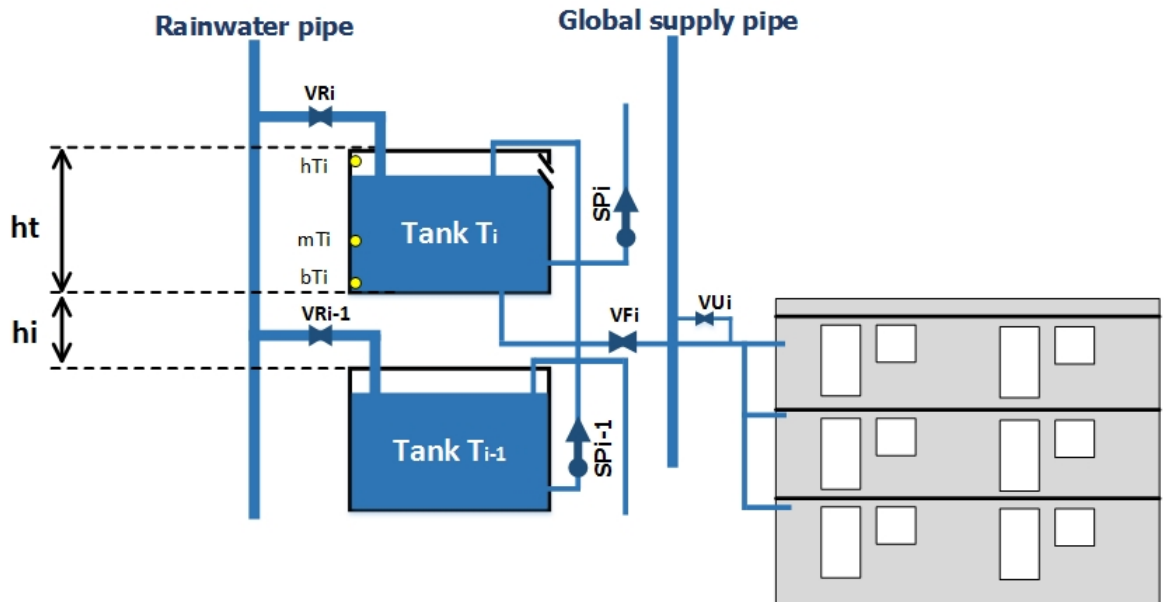 Rainwater pipe
Global supply pipe
VRi
hTi
ht
Tank Ti
mTi
SPi
bTi
hi
VRi-1
VFi
VUi
Tank Ti-1
SPi-1